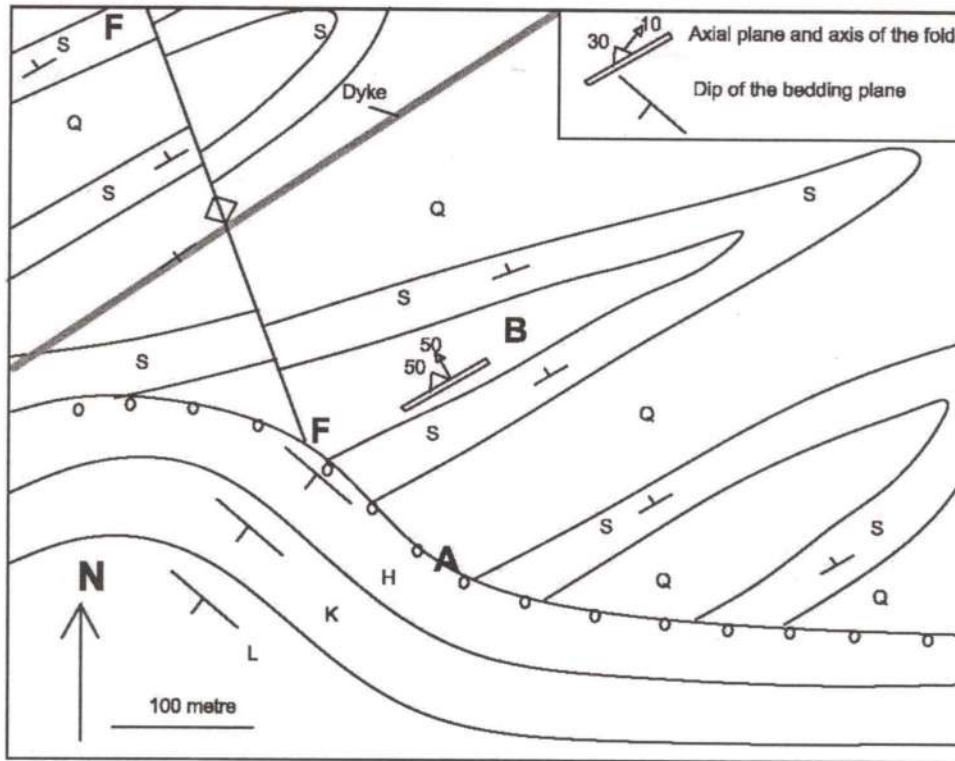 F
S
S
30
10
Axial plane and axis of the fold
Dip of the bedding plane
Dyke
Q
S
Q
S
S
S
B
50
50
S
F
S
Q
S
S
A
H
Q
Q
N
K
L
100 metre